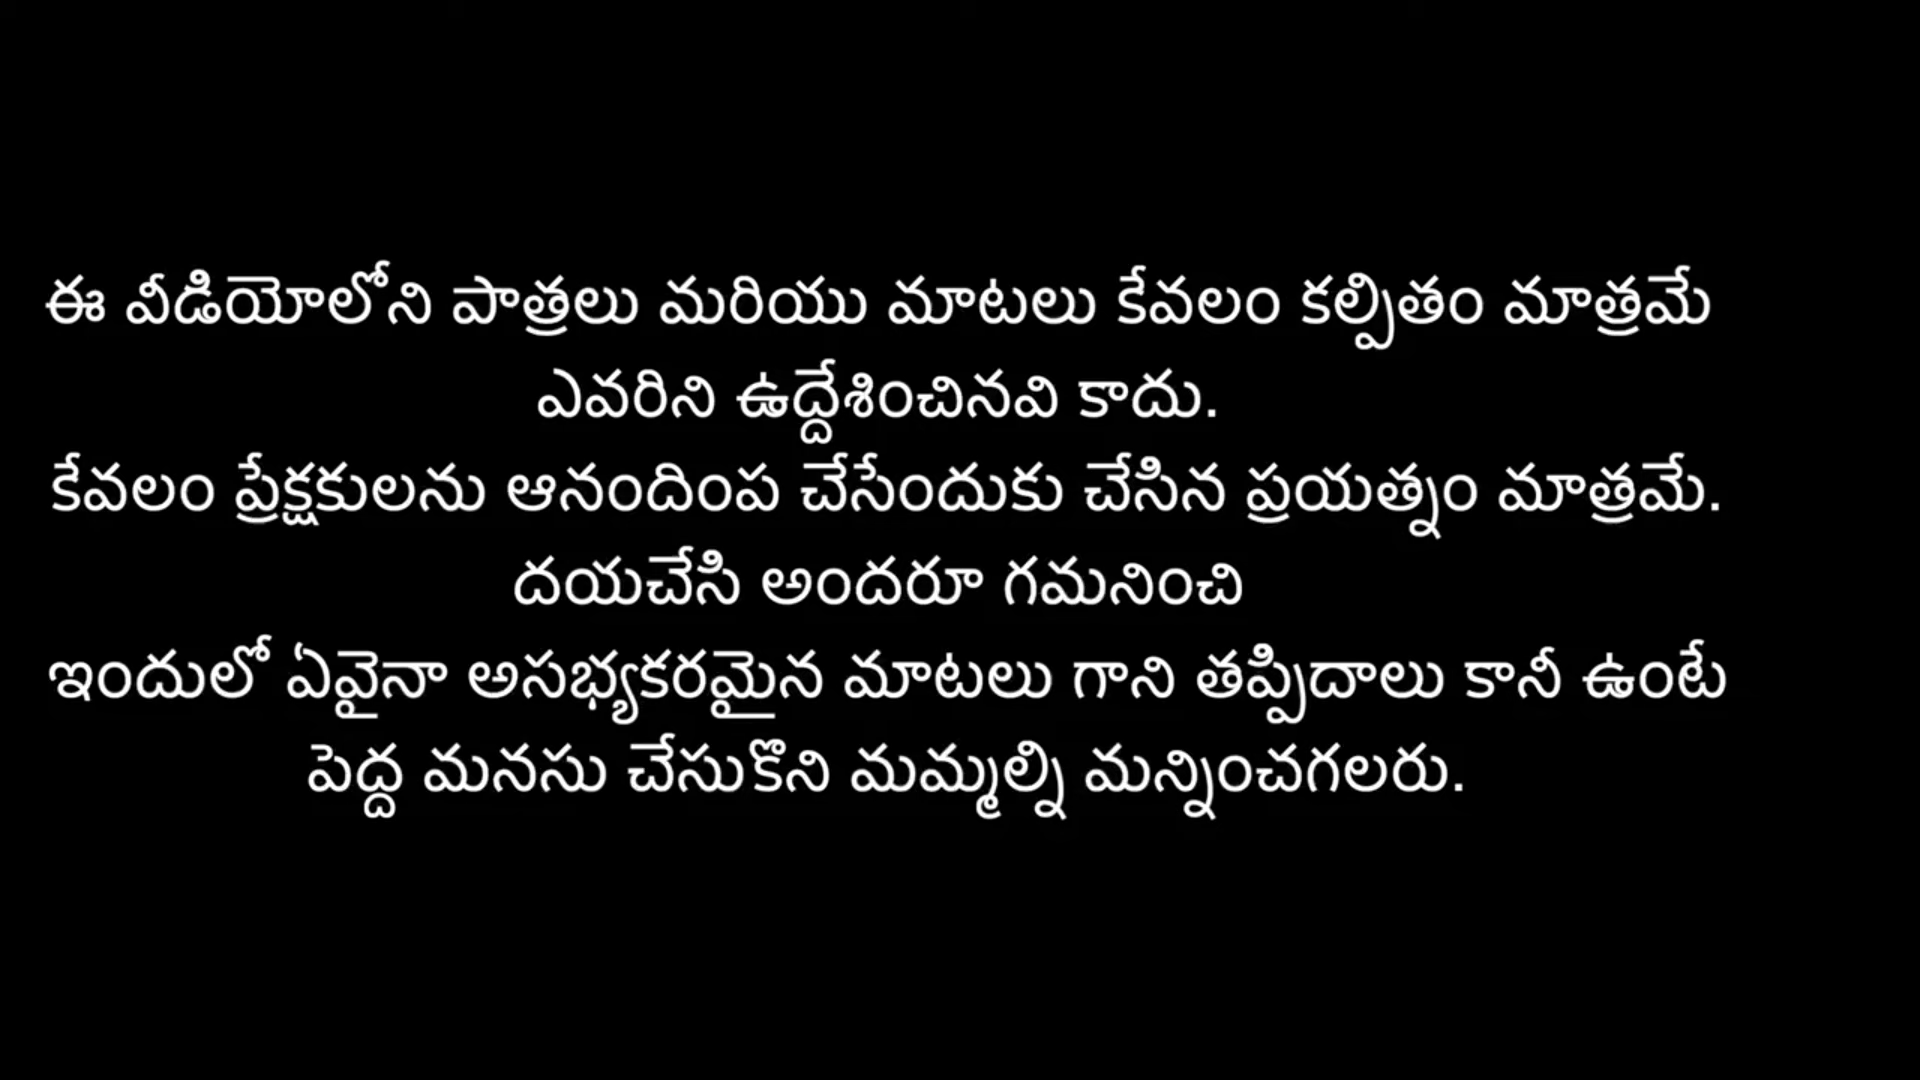 ఈ వీడియోలోని పాత్రలు మరియు మాటలు కేవలం కల్పితం మాత్రమే
ఎవరిని ఉద్దేశించినవి కాదు.
కేవలం ప్రేక్షకులను ఆనందింప చేసేందుకు చేసిన ప్రయత్నం మాత్రమే.
దయచేసి అందరూ గమనించి
ఇందులో ఏవైనా అసభ్యకరమైన మాటలు గాని తప్పిదాలు కానీ ఉంటే
పెద్ద మనసు చేసుకొని మమ్మల్ని మన్నించగలరు.